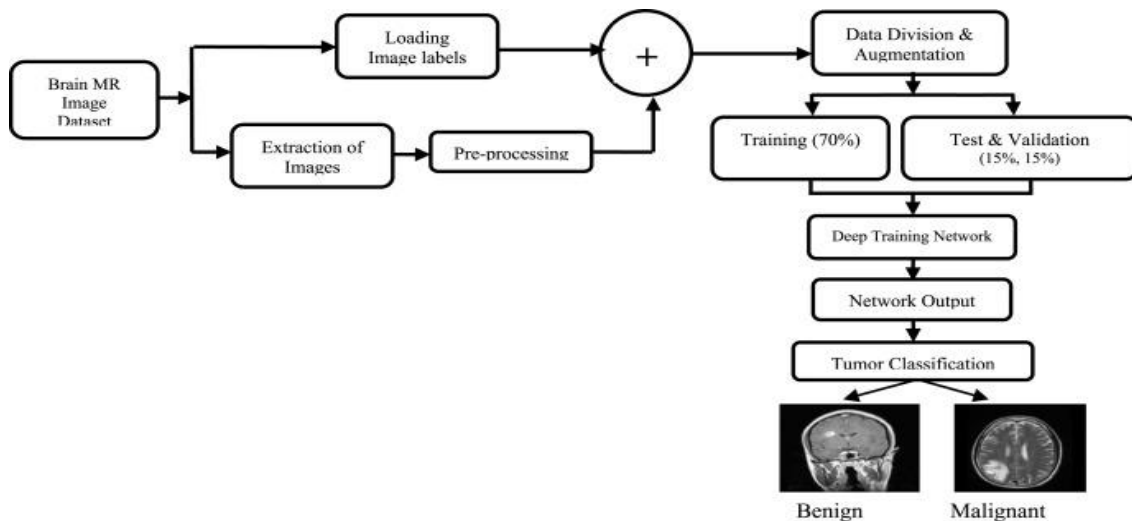 Brain MR
Image
Dataset
Loading
Image labels
Extraction of
Images
Pre-processing
+
Data Division &
Augmentation
Training (70%)
Test & Validation
(15%, 15%)
Deep Training Network
Network Output
Tumor Classification
Benign
Malignant